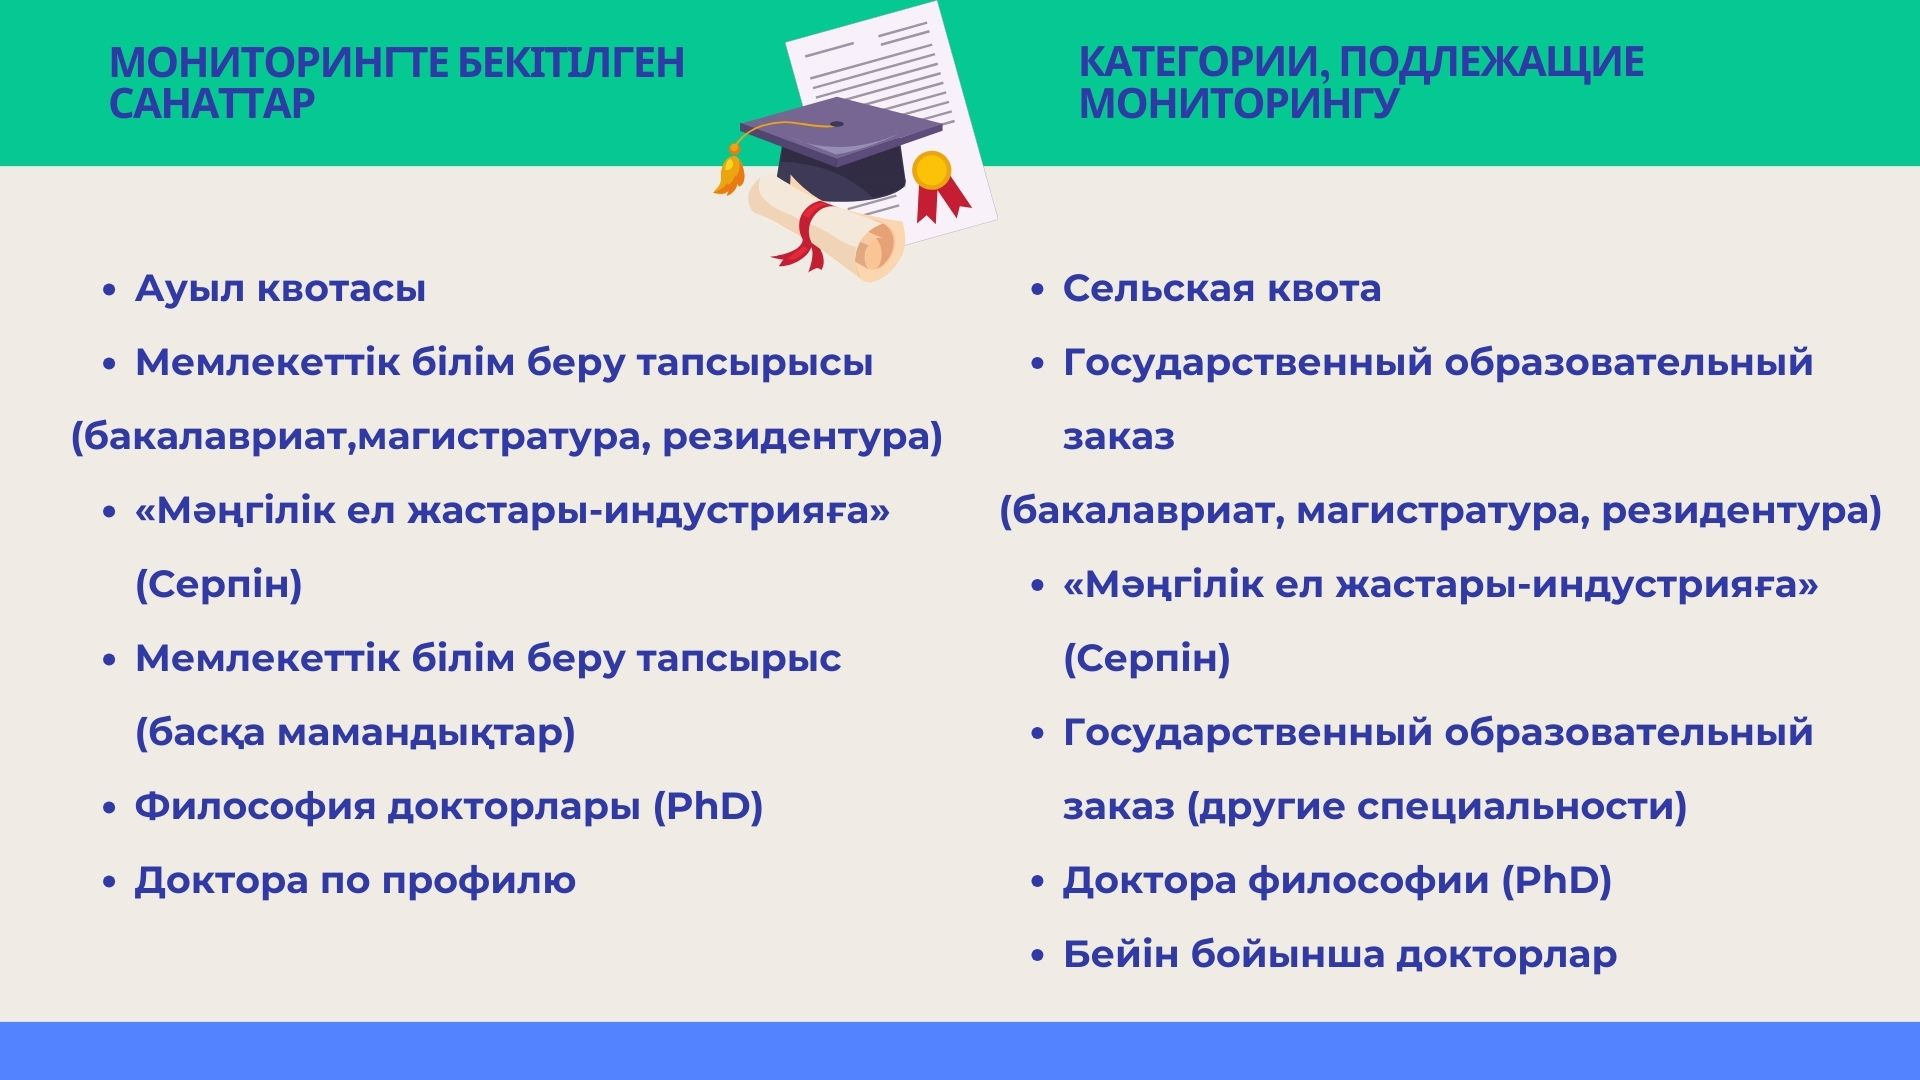 МОНИТОРИНГТЕ БЕКІТІЛГЕН
САНАТТАР
• Ауыл квотасы
• Мемлекеттік білім беру тапсырысы
(бакалавриат,магистратура, резидентура)
• «Мәңгілік ел жастары-индустрияға»
(Серпін)
• Мемлекеттік білім беру тапсырыс
(басқа мамандықтар)
• Философия докторлары (PhD)
• Доктора по профилю
КАТЕГОРИИ, ПОДЛЕЖАЩИЕ
МОНИТОРИНГУ
• Сельская квота
• Государственный образовательный
заказ
(бакалавриат, магистратура, резидентура)
• «Мәңгілік ел жастары-индустрияға»
(Серпін)
• Государственный образовательный
заказ (другие специальности)
• Доктора философии (PhD)
• Бейін бойынша докторлар